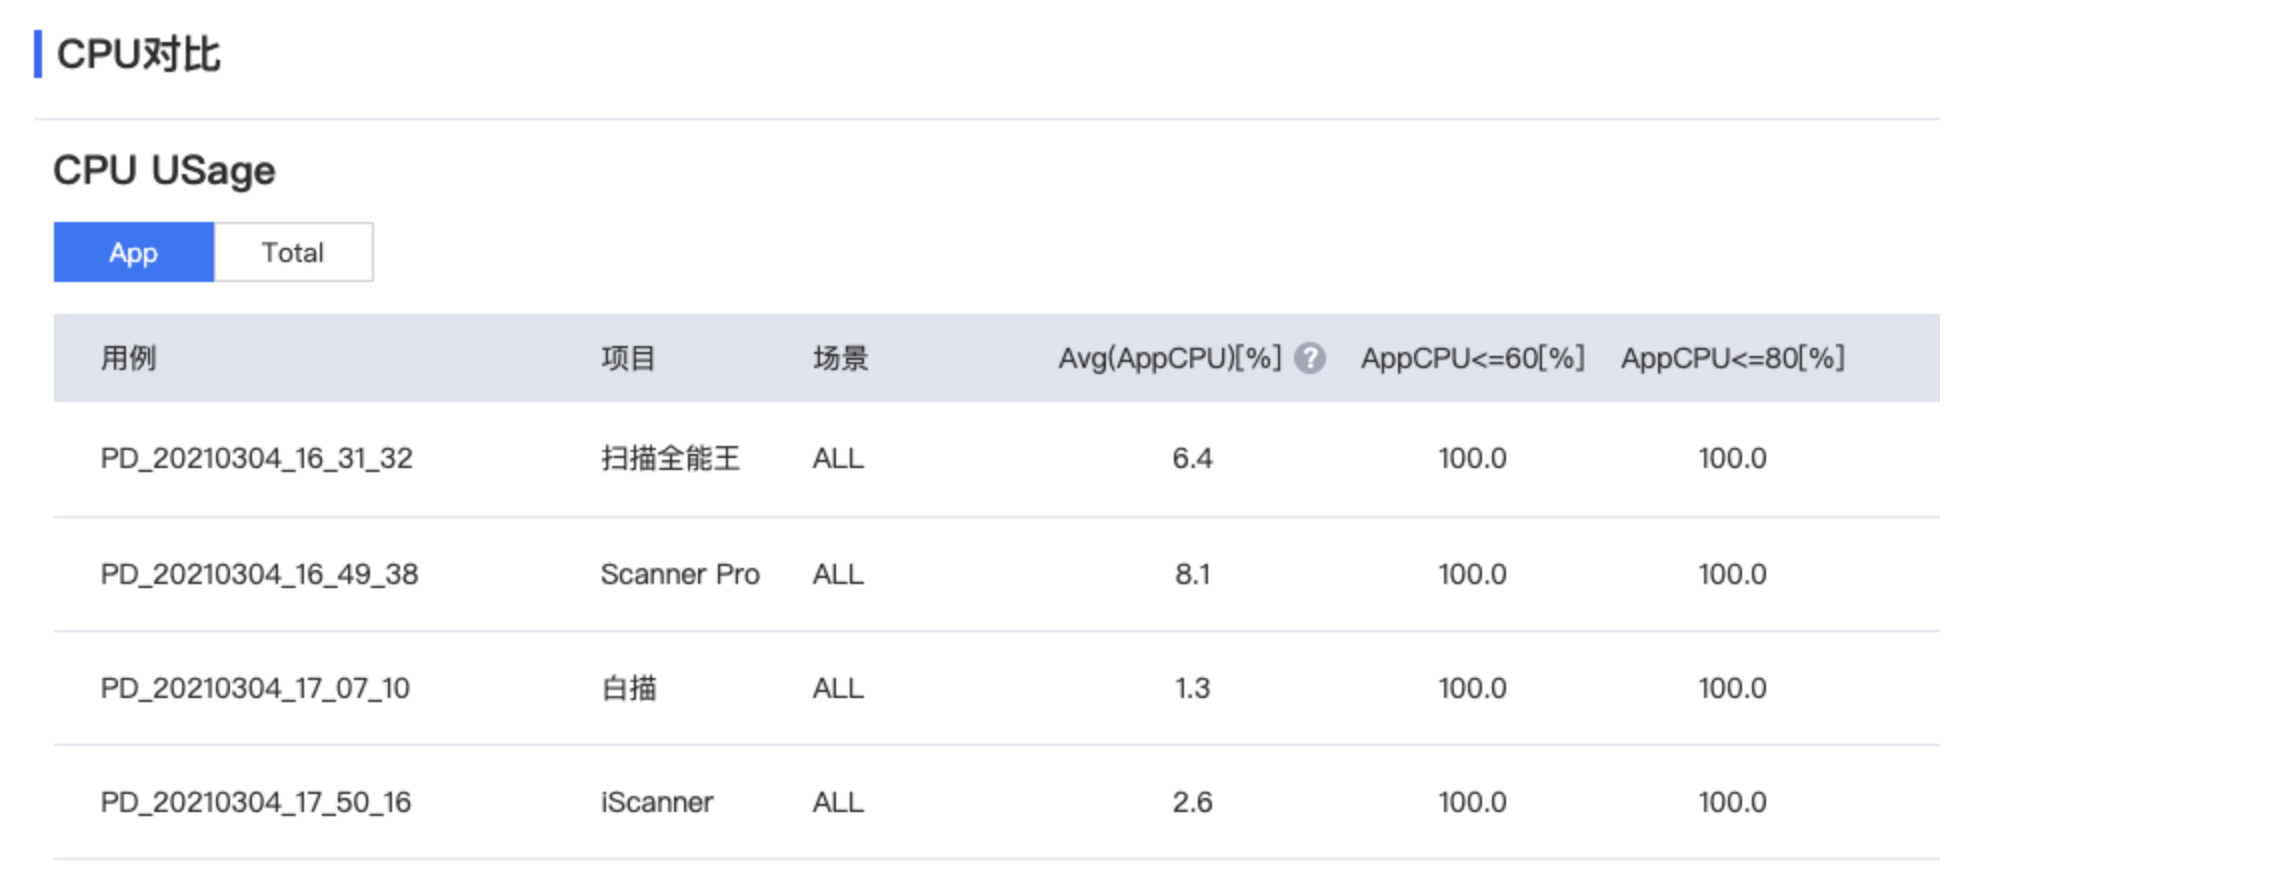 CPU对比
CPU USage
App Total
用例 项目 场景 Avg(AppCPU)[%] ? AppCPU<=60[%] AppCPU<=80[%]
PD_20210304_16_31_32 扫描全能王 ALL 6.4 100.0 100.0
PD_20210304_16_49_38 Scanner Pro ALL 8.1 100.0 100.0
PD_20210304_17_07_10 白描 ALL 1.3 100.0 100.0
PD_20210304_17_50_16 iScanner ALL 2.6 100.0 100.0